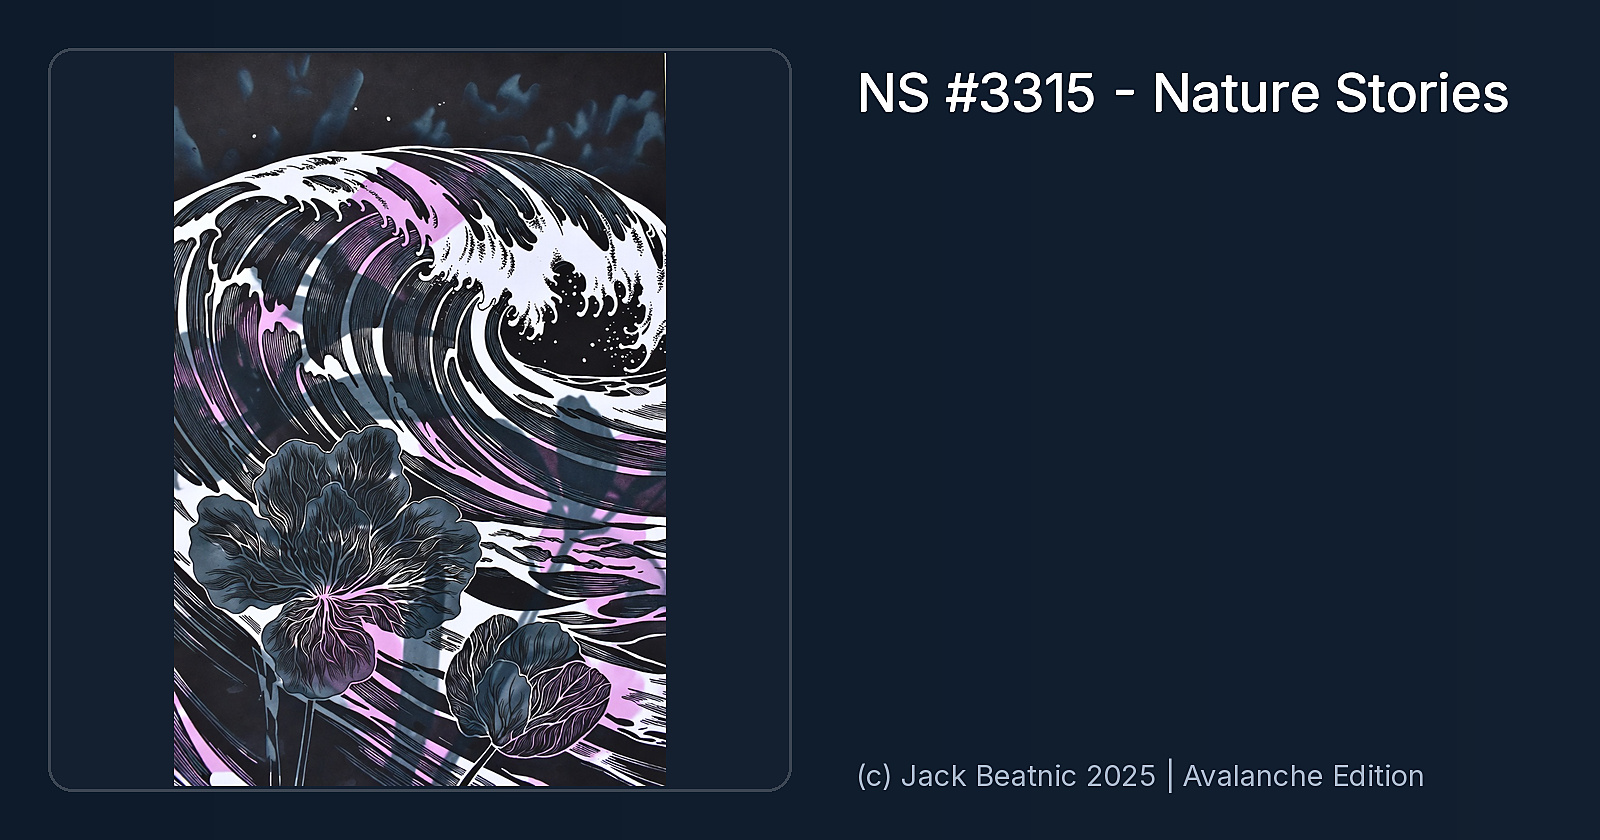 NS #3315 - Nature Stories
(c) Jack Beatnic 2025 | Avalanche Edition